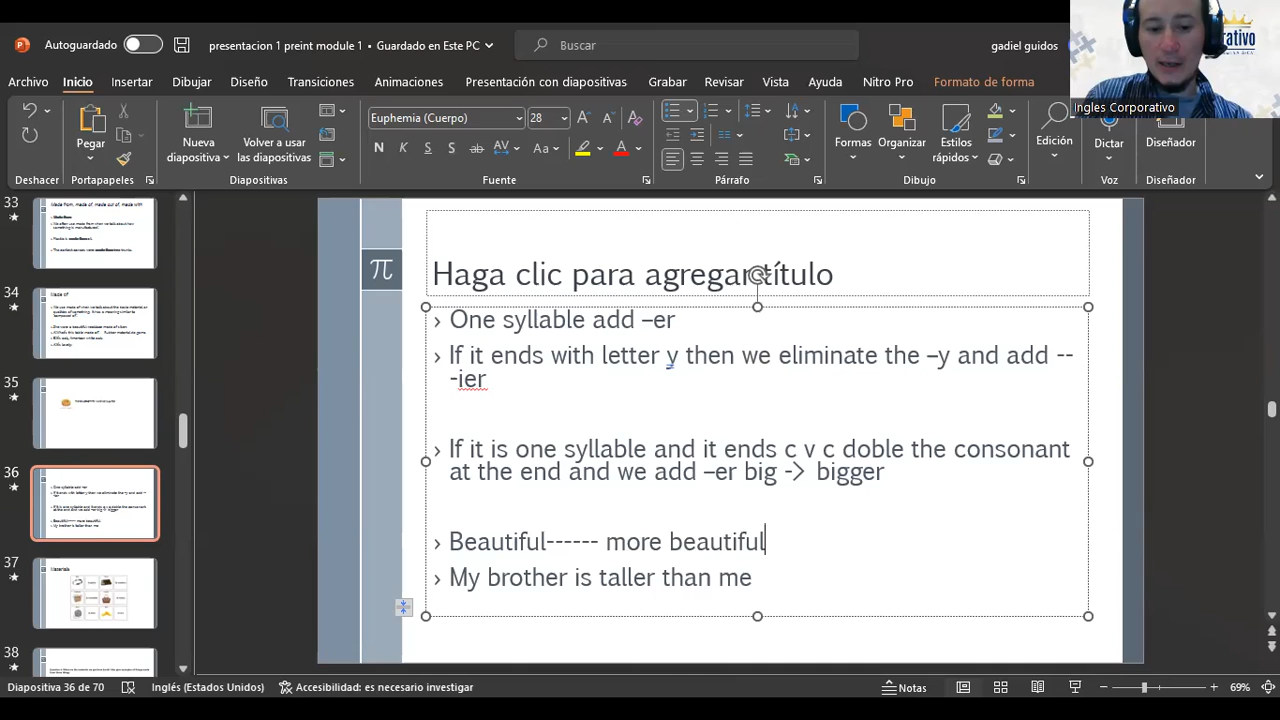 Autoguardado
presentacion 1 preint module 1 • Guardado en Este PC
Buscar
gadiel guidos
Archivo Inicio Insertar Dibujar Diseño Transiciones Animaciones Presentación con diapositivas Grabar Revisar Vista Ayuda Nitro Pro Formato de forma
Ingles Corporativo
Pegar
Nueva diapositiva
Volver a usar las diapositivas
Euphemia (Cuerpo) 28
N K S S ab AV Aa A
Formas Organizar Estilos rápidos
Edición
Dictar
Diseñador
Deshacer Portapapeles Diapositivas Fuente Párrafo Dibujo Voz Diseñador
33
34
35
36
37
38
Made of
Materials
π
Haga clic para agregar título
› One syllable add –er
› If it ends with letter y then we eliminate the –y and add --
-ier
› If it is one syllable and it ends c v c doble the consonant
at the end and we add –er big -> bigger
› Beautiful------ more beautiful
› My brother is taller than me
Diapositiva 36 de 70
Inglés (Estados Unidos)
Accesibilidad: es necesario investigar
Notas
69%